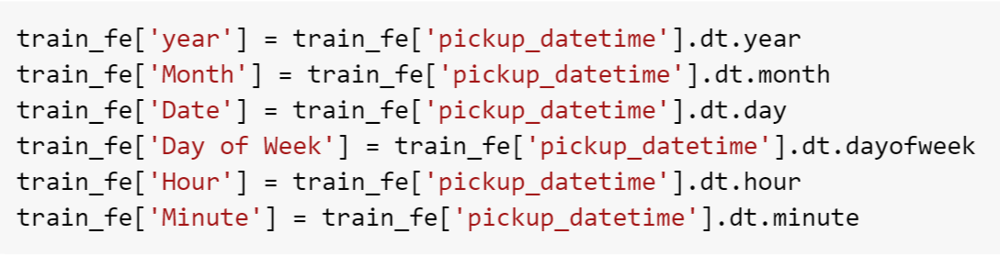 train_fe['year'] = train_fe['pickup_datetime'].dt.year
train_fe['Month'] = train_fe['pickup_datetime'].dt.month
train_fe['Date'] = train_fe['pickup_datetime'].dt.day
train_fe['Day of Week'] = train_fe['pickup_datetime'].dt.dayofweek
train_fe['Hour'] = train_fe['pickup_datetime'].dt.hour
train_fe['Minute'] = train_fe['pickup_datetime'].dt.minute